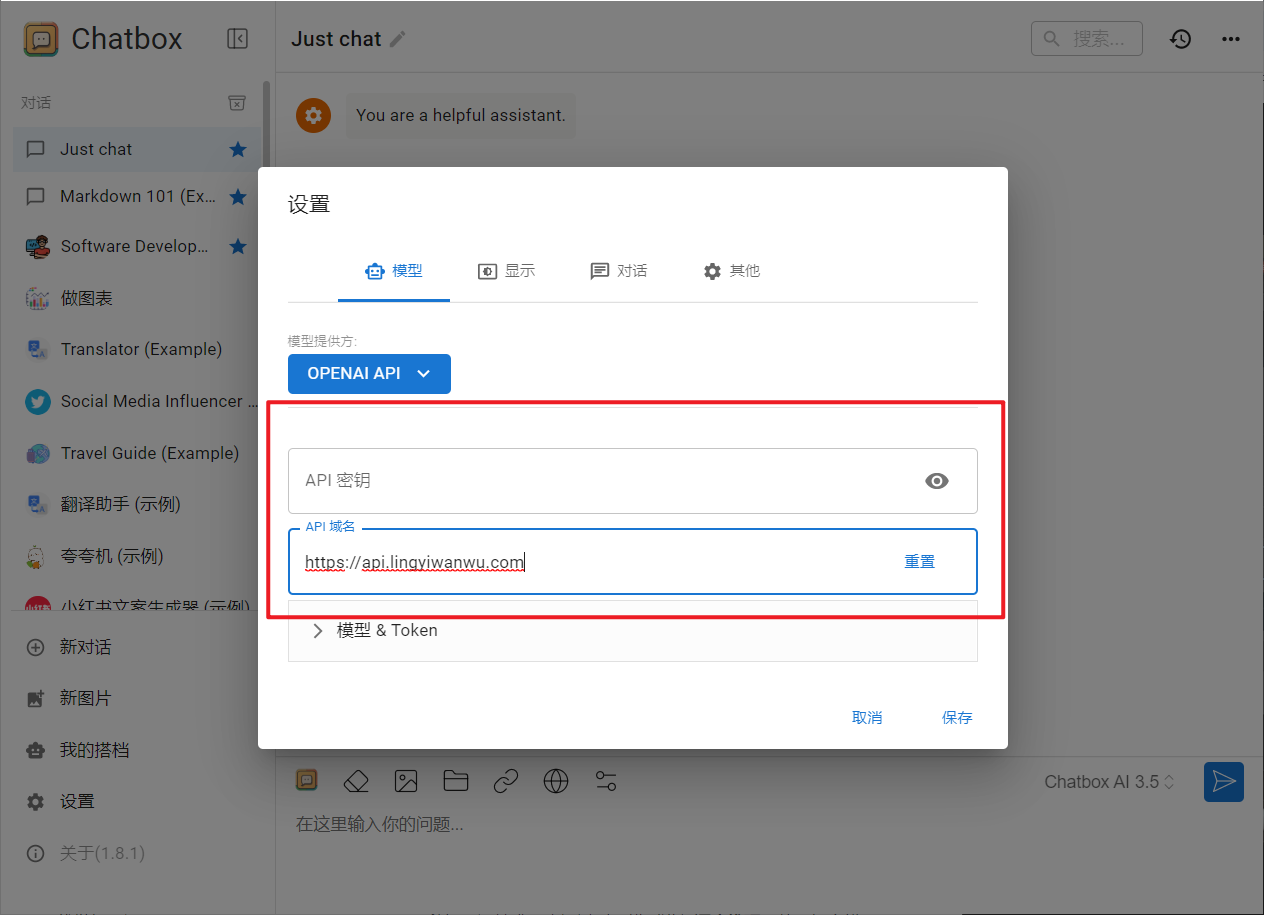 Chatbox
Just chat
搜索...
对话
You are a helpful assistant.
Just chat
Markdown 101 (Ex...
Software Develop...
做图表
Translator (Example)
Social Media Influencer ...
Travel Guide (Example)
翻译助手 (示例)
夸夸机 (示例)
小红书文案生成器 (示例)
新对话
新图片
我的搭档
设置
关于(1.8.1)
设置
模型
显示
对话
其他
模型提供方:
OPENAI API
API 密钥
API 域名
https://api.lingyiwanwu.com
重置
模型 & Token
取消
保存
Chatbox AI 3.5
在这里输入你的问题...